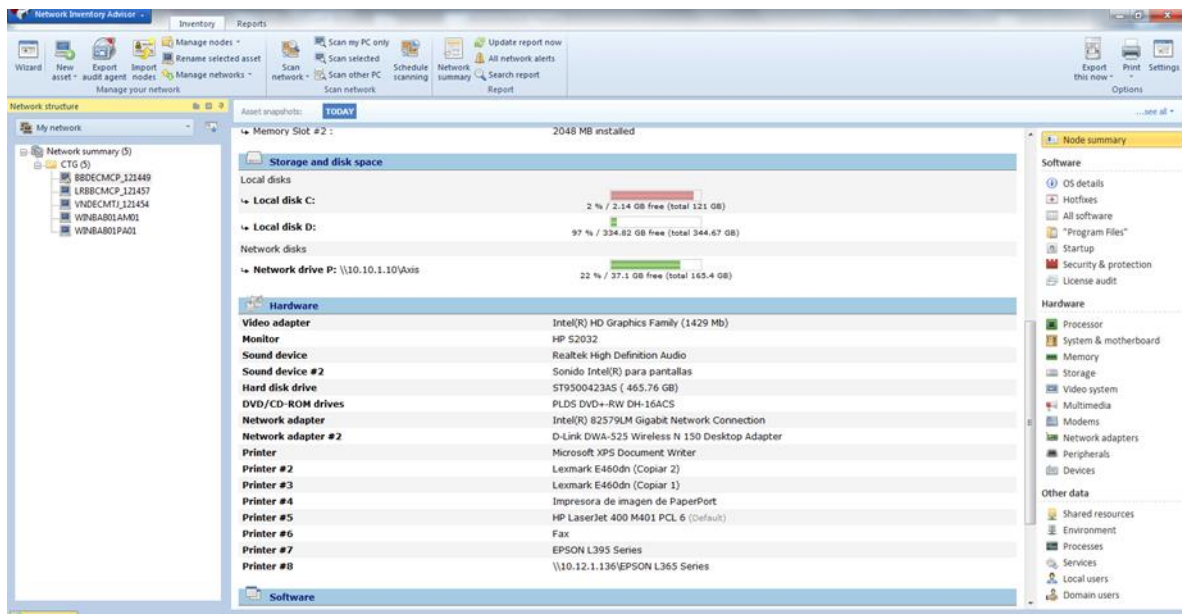 Network Inventory Advisor
Inventory
Reports
Wizard
New asset
Export audit agent
Import nodes
Manage nodes
Rename selected asset
Manage networks
Manage your network
Scan network
Scan my PC only
Scan selected
Scan other PC
Schedule scanning
Scan network
Network summary
Update report now
All network alerts
Search report
Report
Export this now
Print
Settings
Options
Network structure
My network
Network summary (5)
CTG (5)
BBDECMCP_121449
LRBBCMCP_121457
VNDECMTJ_121454
WINBAB01AM01
WINBAB01PA01
Asset snapshots: TODAY
...see all
Memory Slot #2 : 2048 MB installed
Storage and disk space
Local disks
Local disk C: 2 % / 2.14 GB free (total 121 GB)
Local disk D: 97 % / 334.82 GB free (total 344.67 GB)
Network disks
Network drive P: \\10.10.1.10\Axis 22 % / 37.1 GB free (total 165.4 GB)
Hardware
Video adapter Intel(R) HD Graphics Family (1429 Mb)
Monitor HP S2032
Sound device Realtek High Definition Audio
Sound device #2 Sonido Intel(R) para pantallas
Hard disk drive ST9500423AS ( 465.76 GB)
DVD/CD-ROM drives PLDS DVD+-RW DH-16ACS
Network adapter Intel(R) 82579LM Gigabit Network Connection
Network adapter #2 D-Link DWA-525 Wireless N 150 Desktop Adapter
Printer Microsoft XPS Document Writer
Printer #2 Lexmark E460dn (Copiar 2)
Printer #3 Lexmark E460dn (Copiar 1)
Printer #4 Impresora de imagen de PaperPort
Printer #5 HP LaserJet 400 M401 PCL 6 (Default)
Printer #6 Fax
Printer #7 EPSON L395 Series
Printer #8 \\10.12.1.136\EPSON L365 Series
Software
Node summary
Software
OS details
Hotfixes
All software
"Program Files"
Startup
Security & protection
License audit
Hardware
Processor
System & motherboard
Memory
Storage
Video system
Multimedia
Modems
Network adapters
Peripherals
Devices
Other data
Shared resources
Environment
Processes
Services
Local users
Domain users